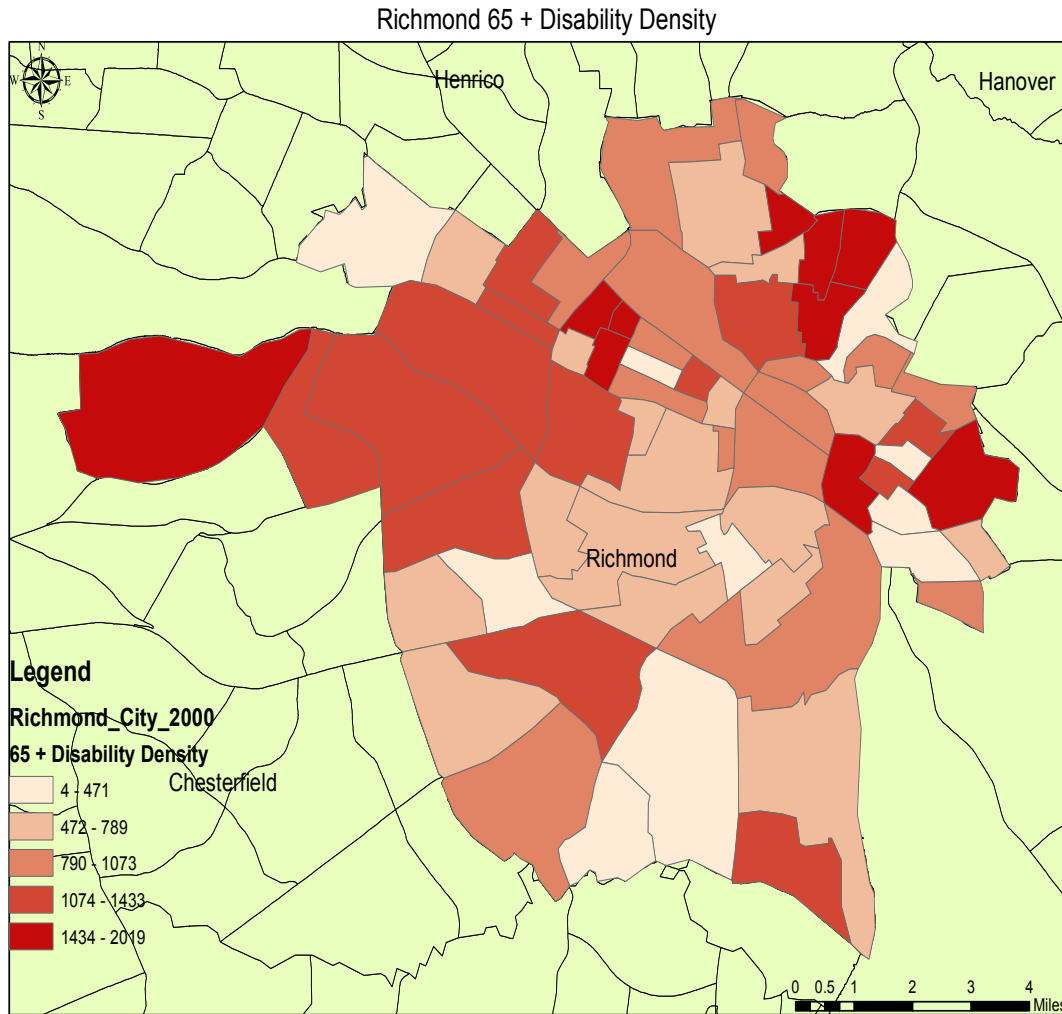 Richmond 65 + Disability Density
N
W E
S
Henrico
Hanover
Richmond
Legend
Richmond_City_2000
65 + Disability Density
Chesterfield
4 - 471
472 - 789
790 - 1073
1074 - 1433
1434 - 2019
0 0.5 1 2 3 4
Miles